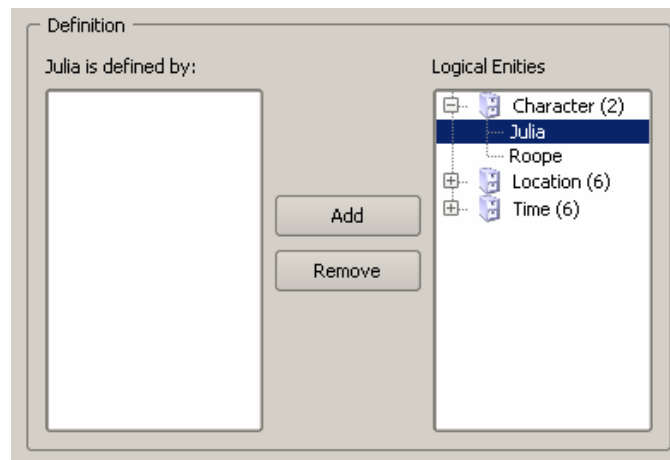 Definition
Julia is defined by:
Logical Enities
Character (2)
Julia
Roope
Location (6)
Time (6)
Add
Remove